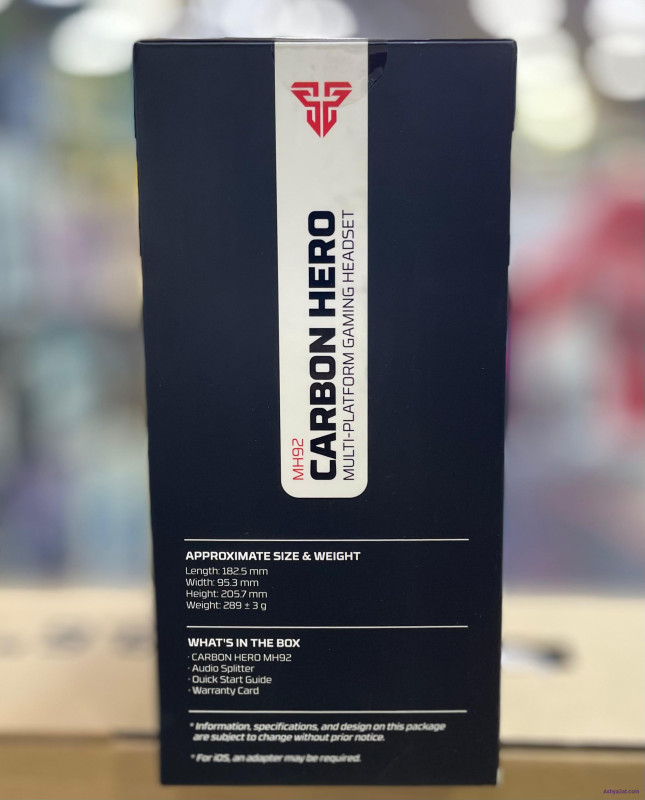 MH92
CARBON HERO
MULTI-PLATFORM GAMING HEADSET
APPROXIMATE SIZE & WEIGHT
Length: 182.5 mm
Width: 95.3 mm
Height: 205.7 mm
Weight: 289 ± 3 g
WHAT'S IN THE BOX
· CARBON HERO MH92
· Audio Splitter
· Quick Start Guide
· Warranty Card
* Information, specifications, and design on this package
are subject to change without prior notice.
* For iOS, an adapter may be required.